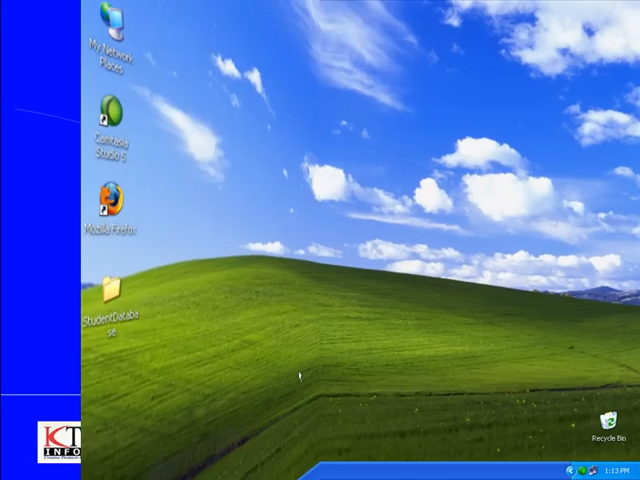 My Network
Places
Camtasia
Studio 5
Mozilla Firefox
StudentDataba
se
KT
INFO
Recycle Bin
1:13 PM